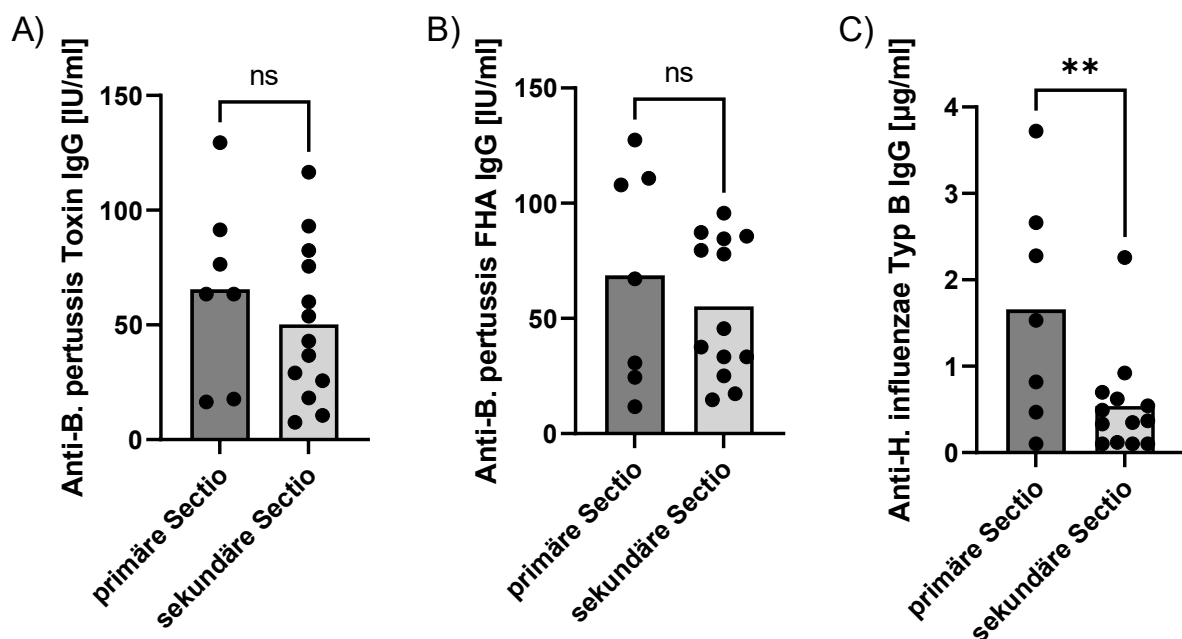 A)
B)
C)
ns
ns
**
Anti-B. pertussis Toxin IgG [IU/ml]
150
100
50
0
primäre Sectio
sekundäre Sectio
Anti-B. pertussis FHA IgG [IU/ml]
150
100
50
0
primäre Sectio
sekundäre Sectio
Anti-H. influenzae Typ B IgG [µg/ml]
4
3
2
1
0
primäre Sectio
sekundäre Sectio